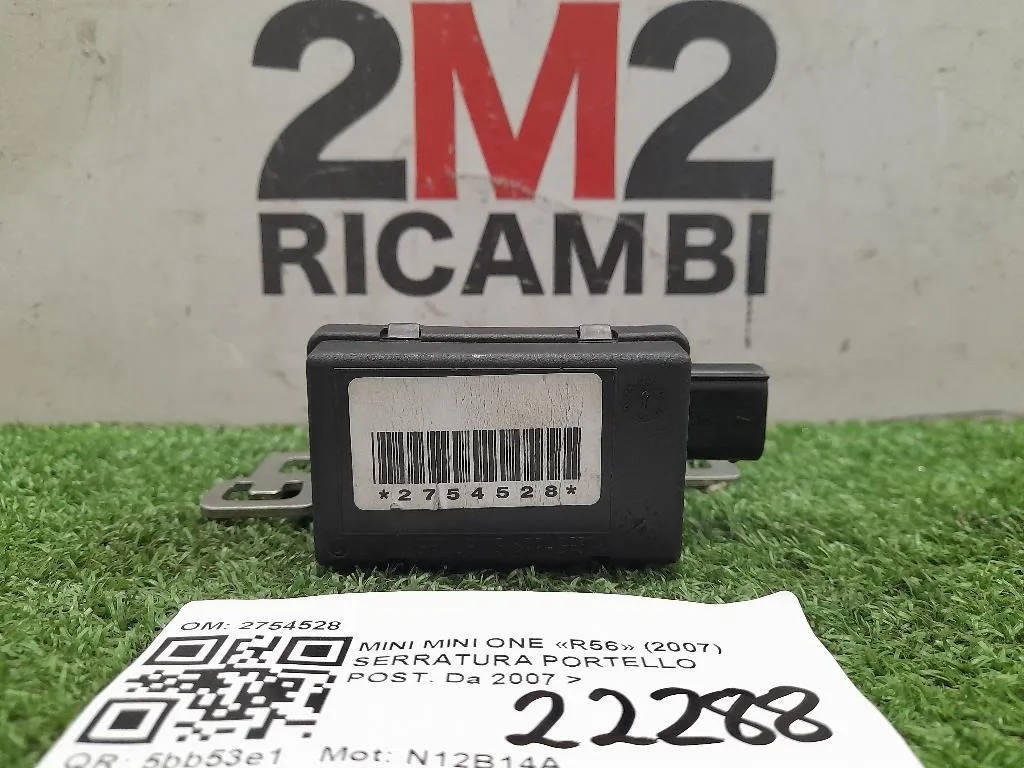 2M2
RICAMBI
*2754528*
OM: 2754528
MINI MINI ONE «R56» (2007)
SERRATURA PORTELLO
POST. Da 2007 >
22288
QR: 5bb53e1 Mot: N12B14A